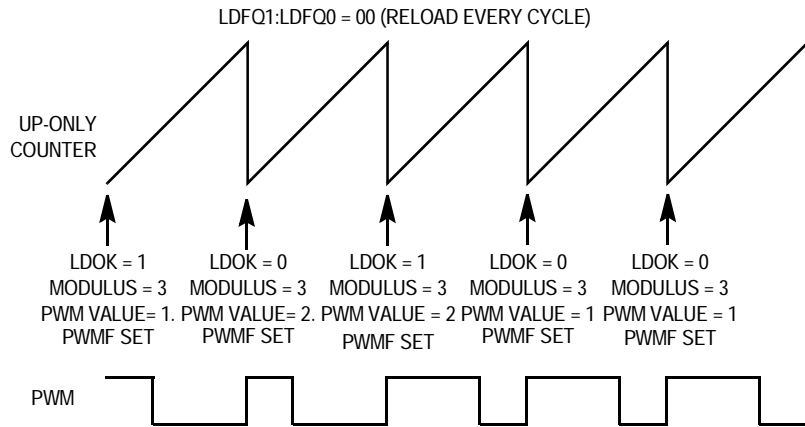 LDFQ1:LDFQ0 = 00 (RELOAD EVERY CYCLE)
UP-ONLY
COUNTER
LDOK = 1 LDOK = 0 LDOK = 1 LDOK = 0 LDOK = 0
MODULUS = 3 MODULUS = 3 MODULUS = 3 MODULUS = 3 MODULUS = 3
PWM VALUE= 1. PWM VALUE= 2. PWM VALUE = 2 PWM VALUE = 1 PWM VALUE = 1
PWMF SET PWMF SET PWMF SET PWMF SET PWMF SET
PWM